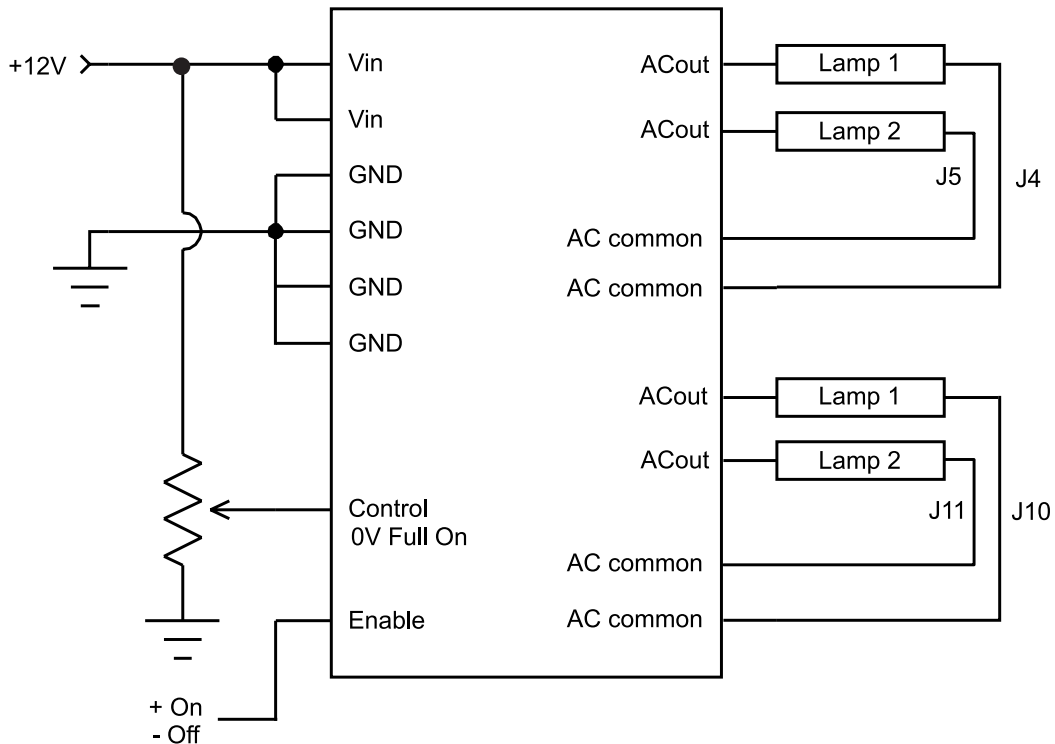 +12V
Vin
Vin
GND
GND
GND
GND
Control
0V Full On
Enable
+ On
- Off
ACout
Lamp 1
ACout
Lamp 2
J5
J4
AC common
AC common
ACout
Lamp 1
ACout
Lamp 2
J11
J10
AC common
AC common